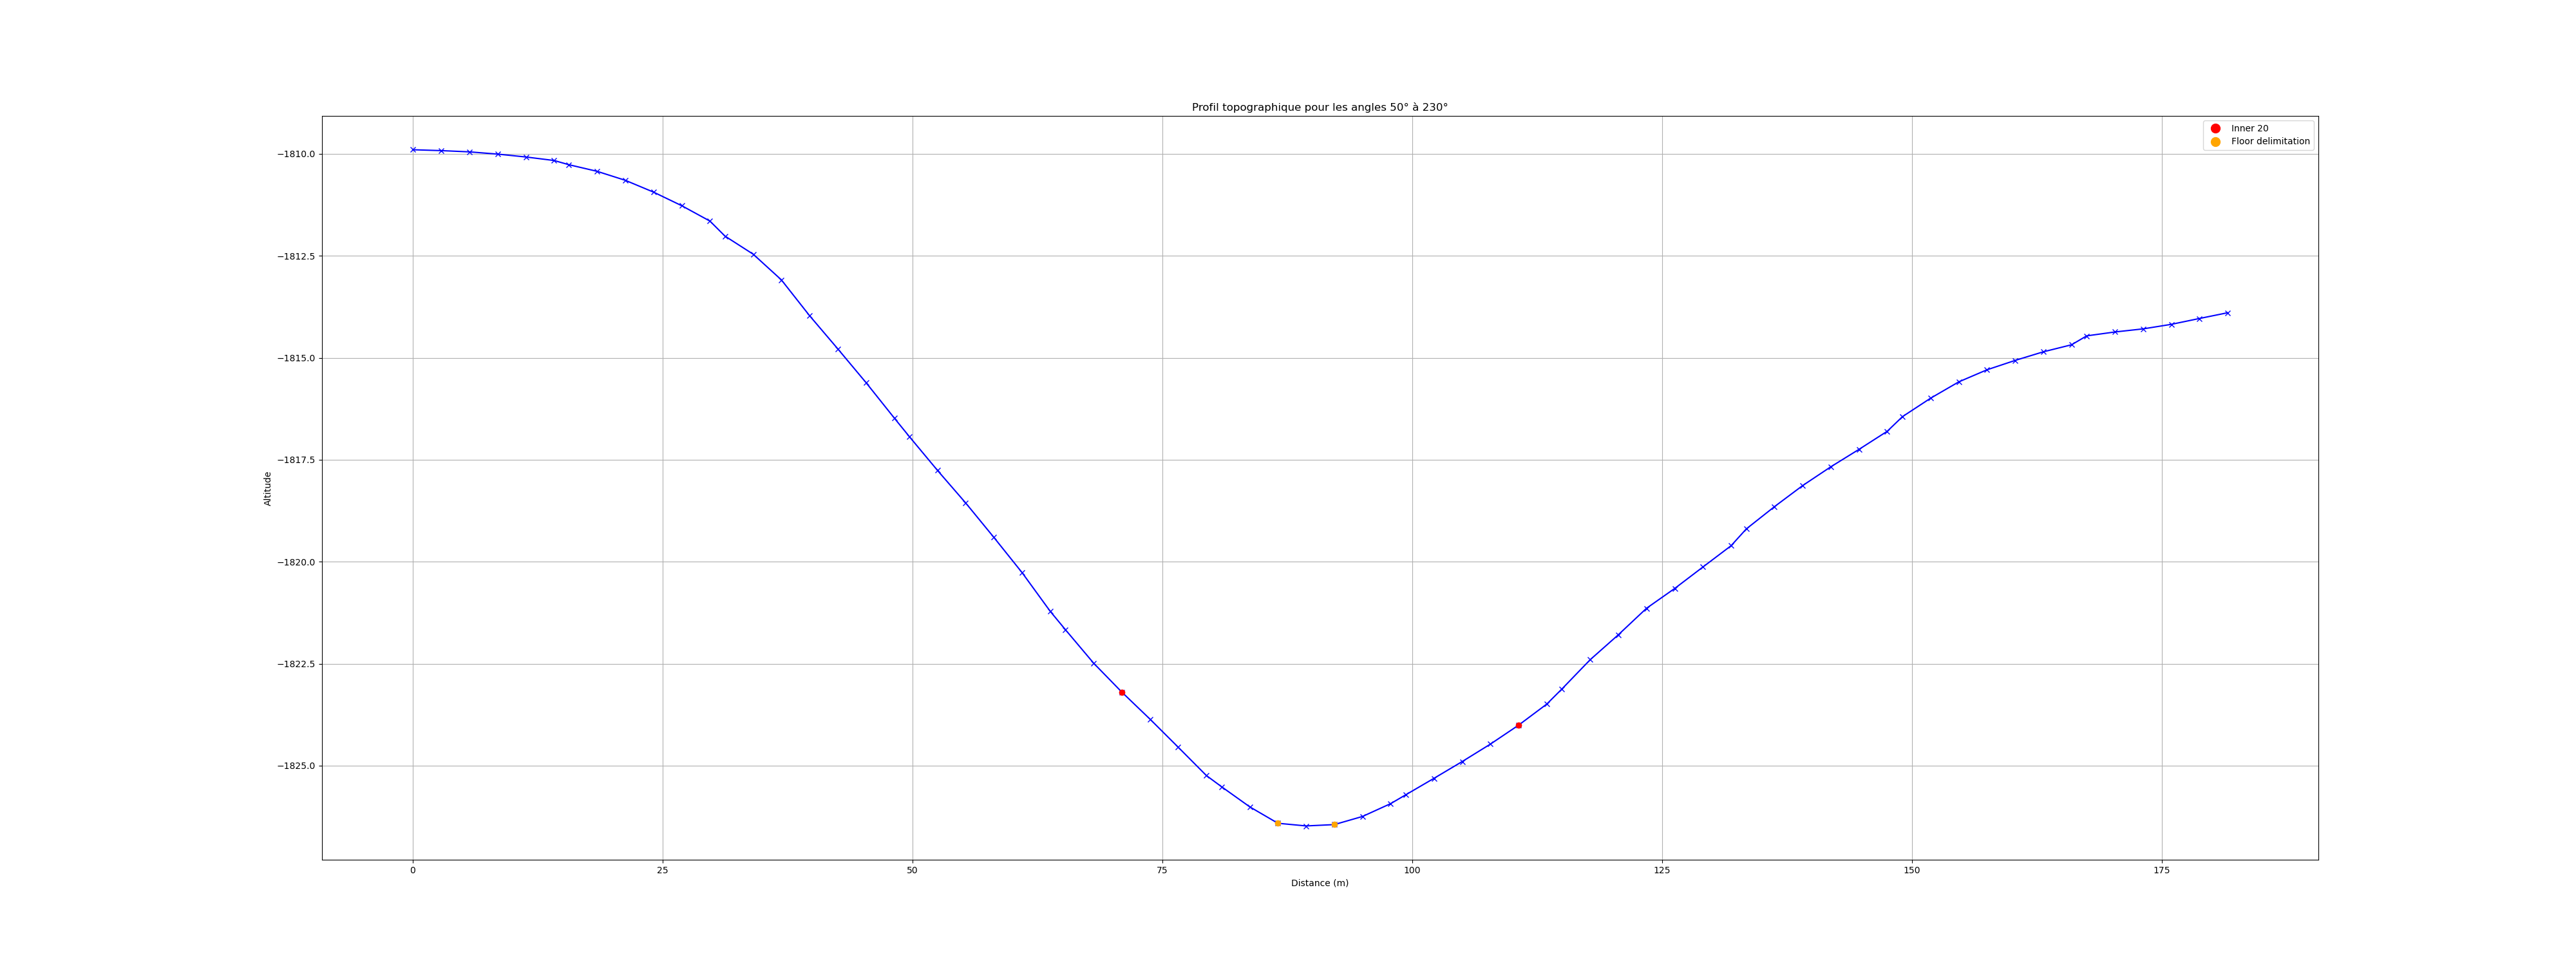 Profil topographique pour les angles 50° à 230°
Inner 20
Floor delimitation
−1810.0
−1812.5
−1815.0
−1817.5
−1820.0
−1822.5
−1825.0
Altitude
0 25 50 75 100 125 150 175
Distance (m)